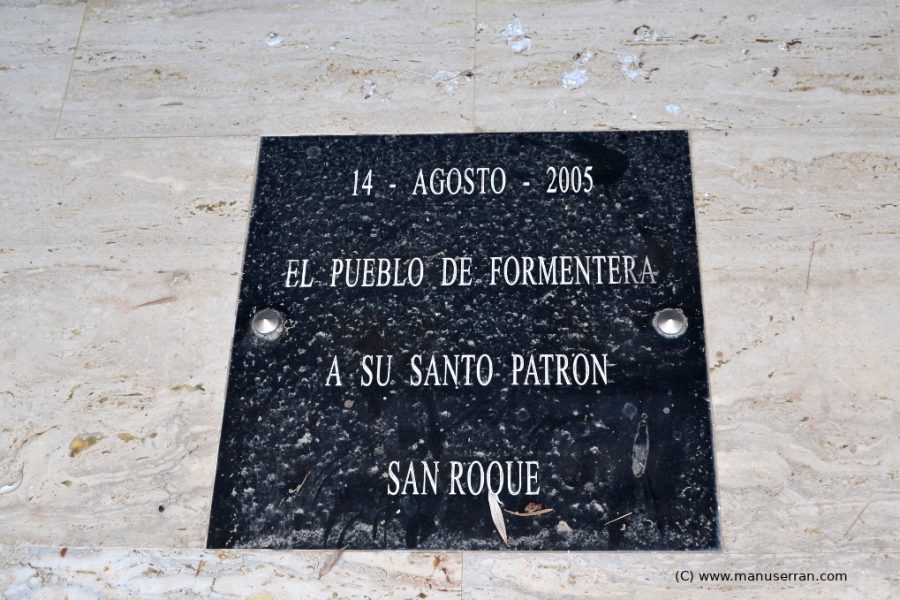 14 - AGOSTO - 2005
EL PUEBLO DE FORMENTERA
A SU SANTO PATRON
SAN ROQUE
(C) www.manuserran.com